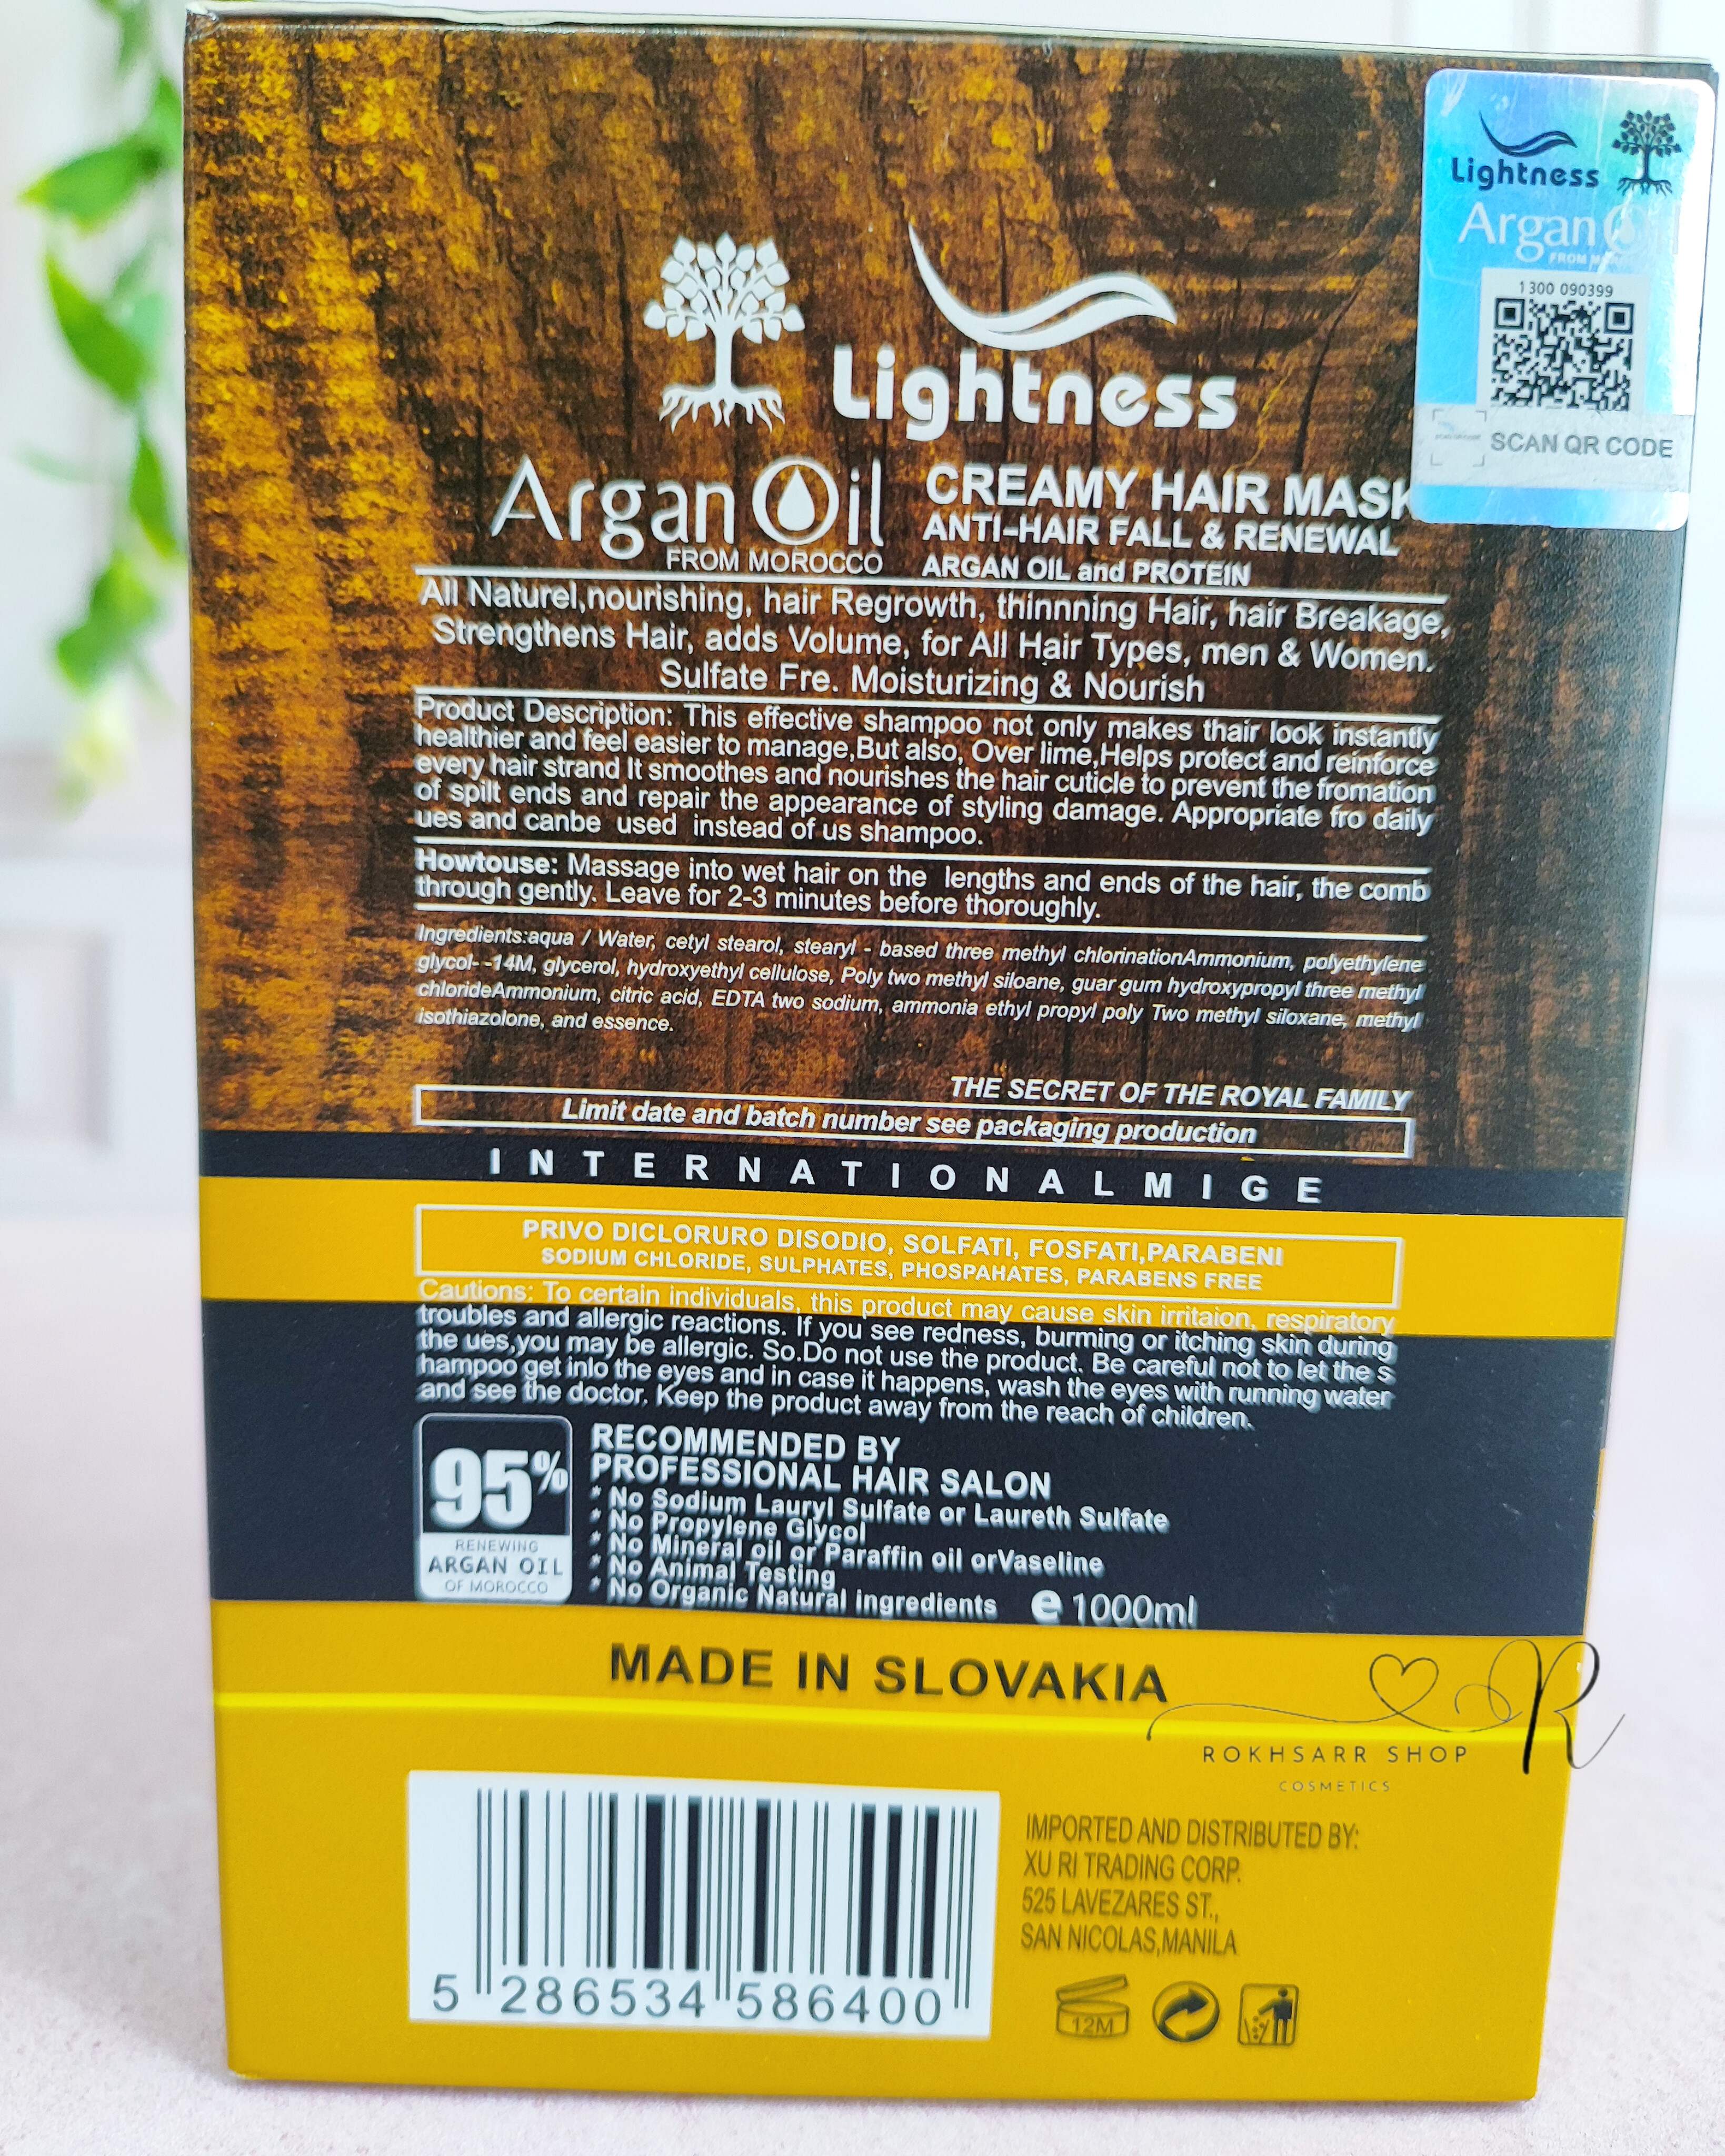 Lightness
Argan
FROM
1300 090399
SCAN QR CODE
Lightness
Argan Oil
FROM MOROCCO
CREAMY HAIR MASK
ANTI-HAIR FALL & RENEWAL
ARGAN OIL and PROTEIN
All Naturel,nourishing, hair Regrowth, thinnning Hair, hair Breakage,
Strengthens Hair, adds Volume, for All Hair Types, men & Women.
Sulfate Fre. Moisturizing & Nourish
Product Description: This effective shampoo not only makes thair look instantly
healthier and feel easier to manage,But also, Over lime,Helps protect and reinforce
every hair strand It smoothes and nourishes the hair cuticle to prevent the fromation
of spilt ends and repair the appearance of styling damage. Appropriate fro daily
ues and canbe used instead of us shampoo.
Howtouse: Massage into wet hair on the lengths and ends of the hair, the comb
through gently. Leave for 2-3 minutes before thoroughly.
Ingredients:aqua / Water, cetyl stearol, stearyl - based three methyl chlorinationAmmonium, polyethylene
glycol- -14M, glycerol, hydroxyethyl cellulose, Poly two methyl siloane, guar gum hydroxypropyl three methyl
chlorideAmmonium, citric acid, EDTA two sodium, ammonia ethyl propyl poly Two methyl siloxane, methyl
isothiazolone, and essence.
THE SECRET OF THE ROYAL FAMILY
Limit date and batch number see packaging production
INTERNATIONALMIGE
PRIVO DICLORURO DISODIO, SOLFATI, FOSFATI,PARABENI
SODIUM CHLORIDE, SULPHATES, PHOSPAHATES, PARABENS FREE
Cautions: To certain individuals, this product may cause skin irritaion, respiratory
troubles and allergic reactions. If you see redness, burming or itching skin during
the ues,you may be allergic. So.Do not use the product. Be careful not to let the s
hampoo get inlo the eyes and in case it happens, wash the eyes with running water
and see the doctor. Keep the product away from the reach of children.
95%
RENEWING
ARGAN OIL
OF MOROCCO
RECOMMENDED BY
PROFESSIONAL HAIR SALON
* No Sodium Lauryl Sulfate or Laureth Sulfate
* No Propylene Glycol
* No Mineral oil or Paraffin oil orVaseline
* No Animal Testing
* No Organic Natural ingredients
e 1000ml
MADE IN SLOVAKIA
R
ROKHSARR SHOP
COSMETICS
5 286534 586400
IMPORTED AND DISTRIBUTED BY:
XU RI TRADING CORP.
525 LAVEZARES ST.,
SAN NICOLAS,MANILA
12M